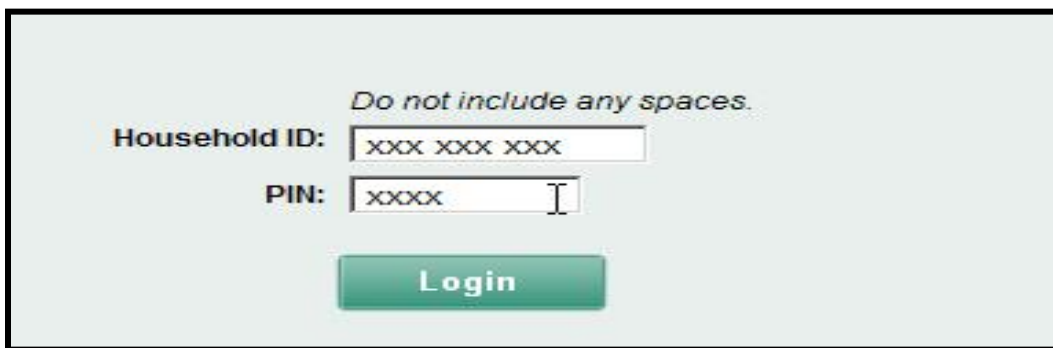 Do not include any spaces.
Household ID: xxx xxx xxx
PIN: xxxx
Login